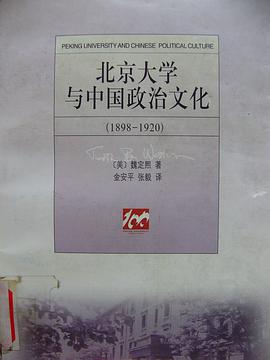 PEKING UNIVERSITY AND CHINESE POLITICAL CULTURE
北京大学
与中国政治文化
(1898-1920)
〔美〕魏定熙 著
金安平 张毅 译